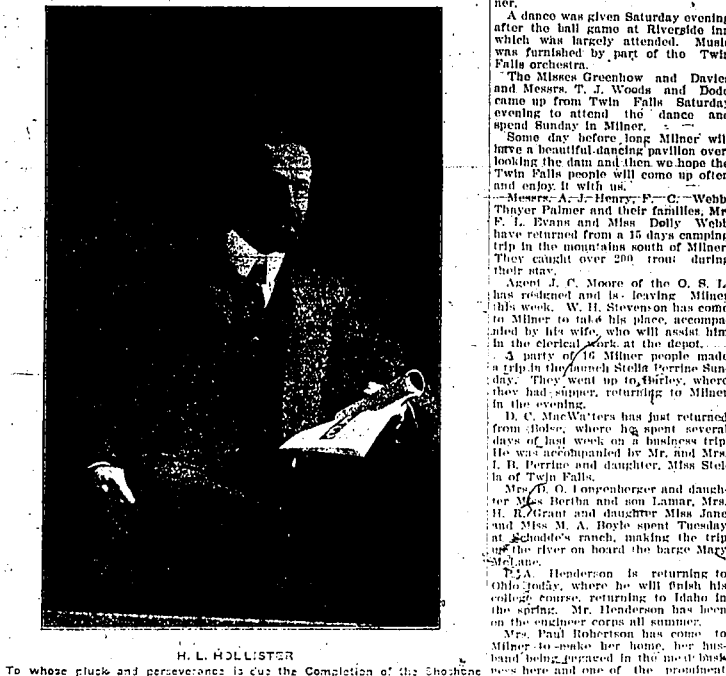 H. L. HOLLISTER
To whose pluck and perseverance is due the Completion of the Shoshone
ner.
A dance was given Saturday evening
after the ball game at Riverside inn
which was largely attended. Music
was furnished by part of the Twin
Falls orchestra.
The Misses Greenhow and Davies
and Messrs. T. J. Woods and Dodd
came up from Twin Falls Saturday
evening to attend the dance and
spend Sunday in Milner.
Some day before long Milner will
have a beautiful dancing pavilion over
looking the dam and then we hope the
Twin Falls people will come up often
and enjoy it with us.
Messrs. A. J. Henry, F. C. Webb
Thayer Palmer and their families, Mr
F. L. Evans and Miss Dolly Webb
have returned from a 15 days camping
trip in the mountains south of Milner
They caught over 200 trout during
their stay.
Agent J. C. Moore of the O. S. L.
has resigned and is leaving Milner
this week. W. H. Stevenson has come
to Milner to take his place, accompa
nied by his wife, who will assist him
in the clerical work at the depot.
A party of 16 Milner people made
a trip in the launch Stella Perrine Sun
day. They went up to Burley, where
they had supper, returning to Milner
in the evening.
D. C. MacWatters has just returned
from Boise, where he spent several
days of last week on a business trip
He was accompanied by Mr. and Mrs.
I. B. Perrine and daughter, Miss Stel
la of Twin Falls.
Mrs. D. O. Longenberger and daugh
ter Miss Bertha and son Lamar, Mrs.
H. R. Grant and daughter Miss Jane
and Miss M. A. Boyle spent Tuesday
at Schodde's ranch, making the trip
up the river on board the barge Mary
McLane.
P. A. Henderson is returning to
Ohio today, where he will finish his
college course, returning to Idaho in
the spring. Mr. Henderson has been
on the engineer corps all summer.
Mrs. Paul Robertson has come to
Milner to make her home, her hus-
band being engaged in the meat busi
ness here and one of the prominent